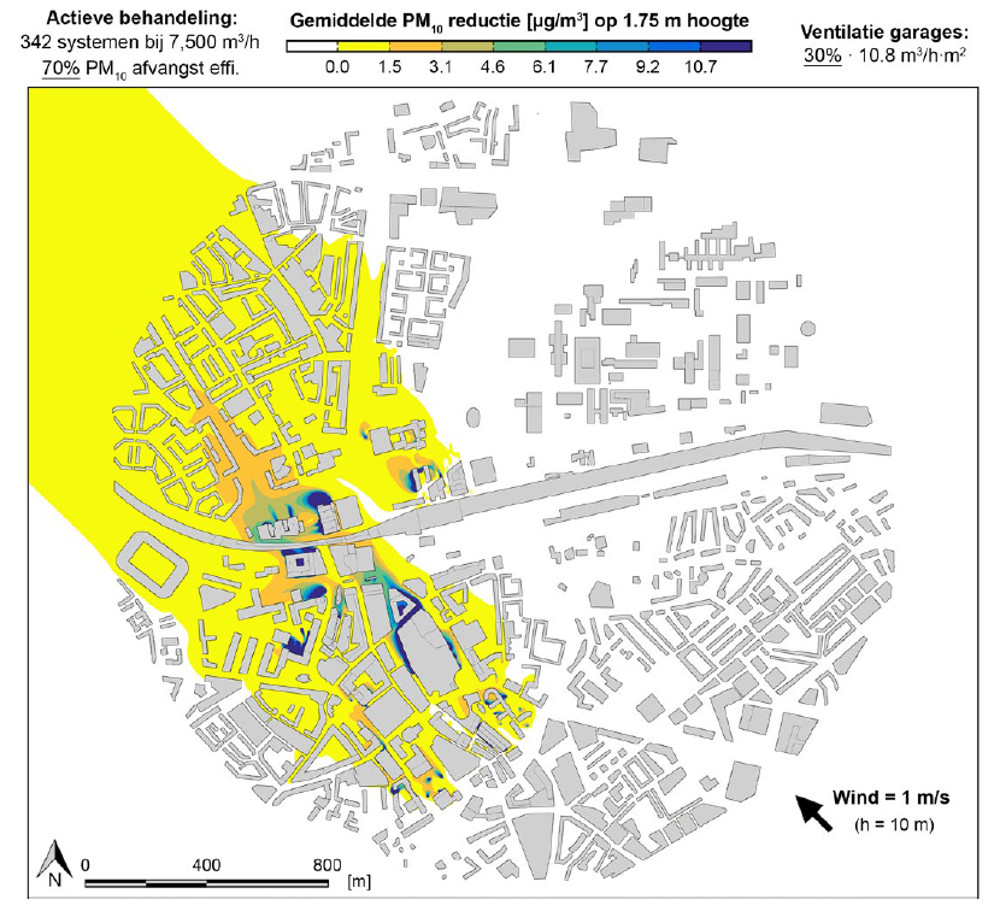 Actieve behandeling:
342 systemen bij 7,500 m³/h
70% PM₁₀ afvangst effi.
Gemiddelde PM₁₀ reductie [µg/m³] op 1.75 m hoogte
0.0 1.5 3.1 4.6 6.1 7.7 9.2 10.7
Ventilatie garages:
30% · 10.8 m³/h·m²
Wind = 1 m/s
(h = 10 m)
N
0 400 800
[m]